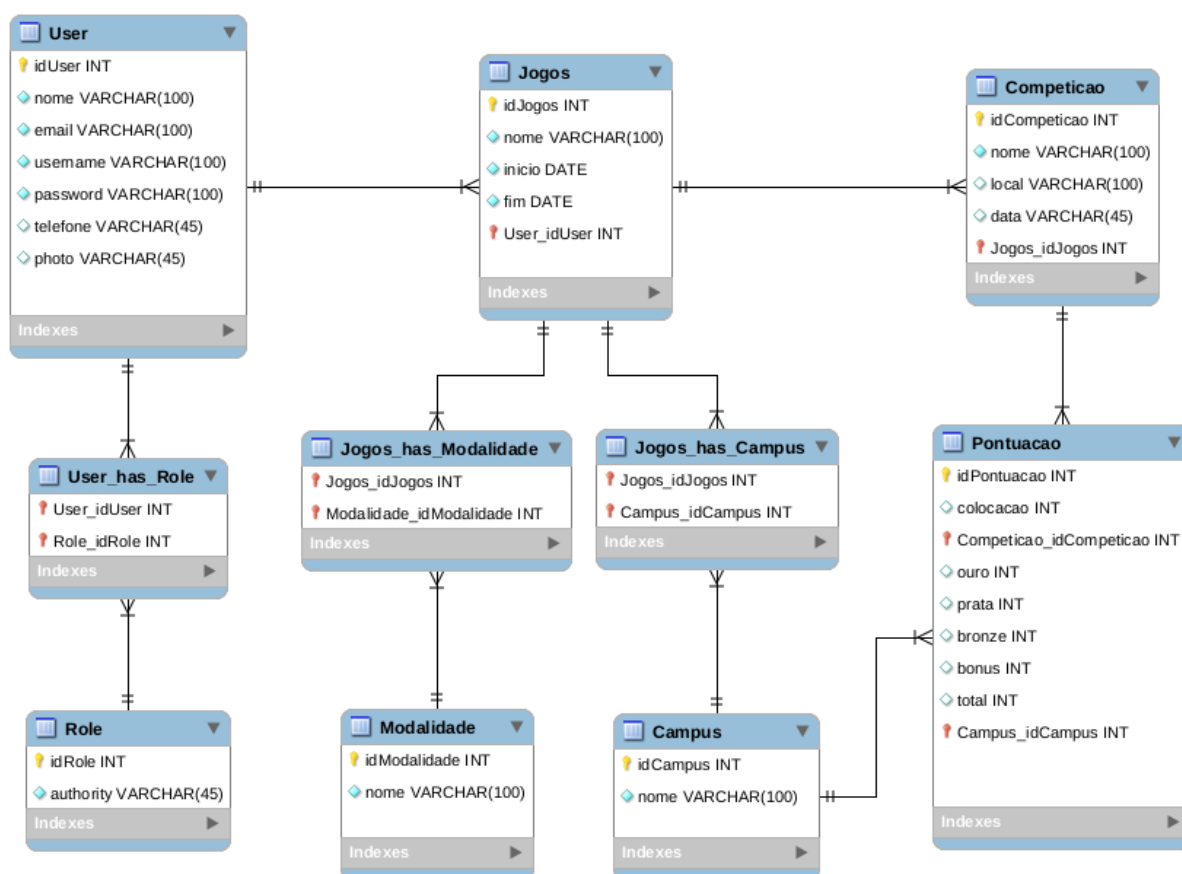 User
idUser INT
nome VARCHAR(100)
email VARCHAR(100)
username VARCHAR(100)
password VARCHAR(100)
telefone VARCHAR(45)
photo VARCHAR(45)
Indexes
Jogos
idJogos INT
nome VARCHAR(100)
inicio DATE
fim DATE
User_idUser INT
Indexes
Competicao
idCompeticao INT
nome VARCHAR(100)
local VARCHAR(100)
data VARCHAR(45)
Jogos_idJogos INT
Indexes
User_has_Role
User_idUser INT
Role_idRole INT
Indexes
Jogos_has_Modalidade
Jogos_idJogos INT
Modalidade_idModalidade INT
Indexes
Jogos_has_Campus
Jogos_idJogos INT
Campus_idCampus INT
Indexes
Pontuacao
idPontuacao INT
colocacao INT
Competicao_idCompeticao INT
ouro INT
prata INT
bronze INT
bonus INT
total INT
Campus_idCampus INT
Indexes
Role
idRole INT
authority VARCHAR(45)
Indexes
Modalidade
idModalidade INT
nome VARCHAR(100)
Indexes
Campus
idCampus INT
nome VARCHAR(100)
Indexes